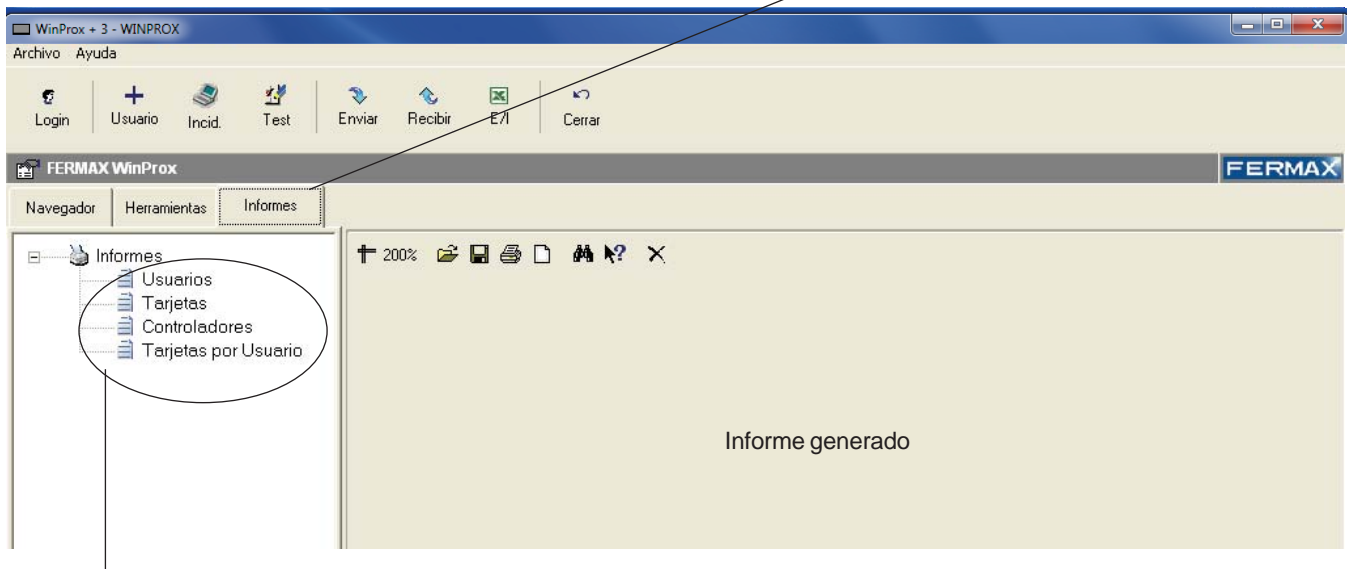 WinProx + 3 - WINPROX
Archivo Ayuda
Login Usuario Incid. Test Enviar Recibir E/I Cerrar
FERMAX WinProx FERMAX
Navegador Herramientas Informes
Informes 200%
Usuarios
Tarjetas
Controladores
Tarjetas por Usuario
Informe generado